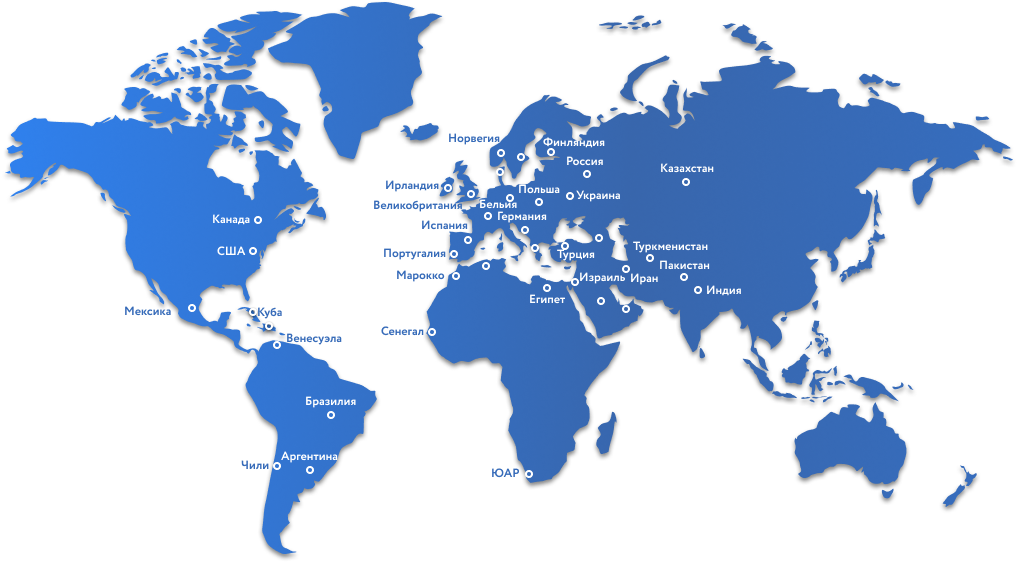 Норвегия
Финляндия
Россия
Казахстан
Ирландия
Польша
Украина
Великобритания
Бельия
Германия
Канада
Испания
США
Португалия
Турция
Туркменистан
Марокко
Пакистан
Израиль
Иран
Индия
Египет
Мексика
Куба
Сенегал
Венесуэла
Бразилия
Аргентина
Чили
ЮАР